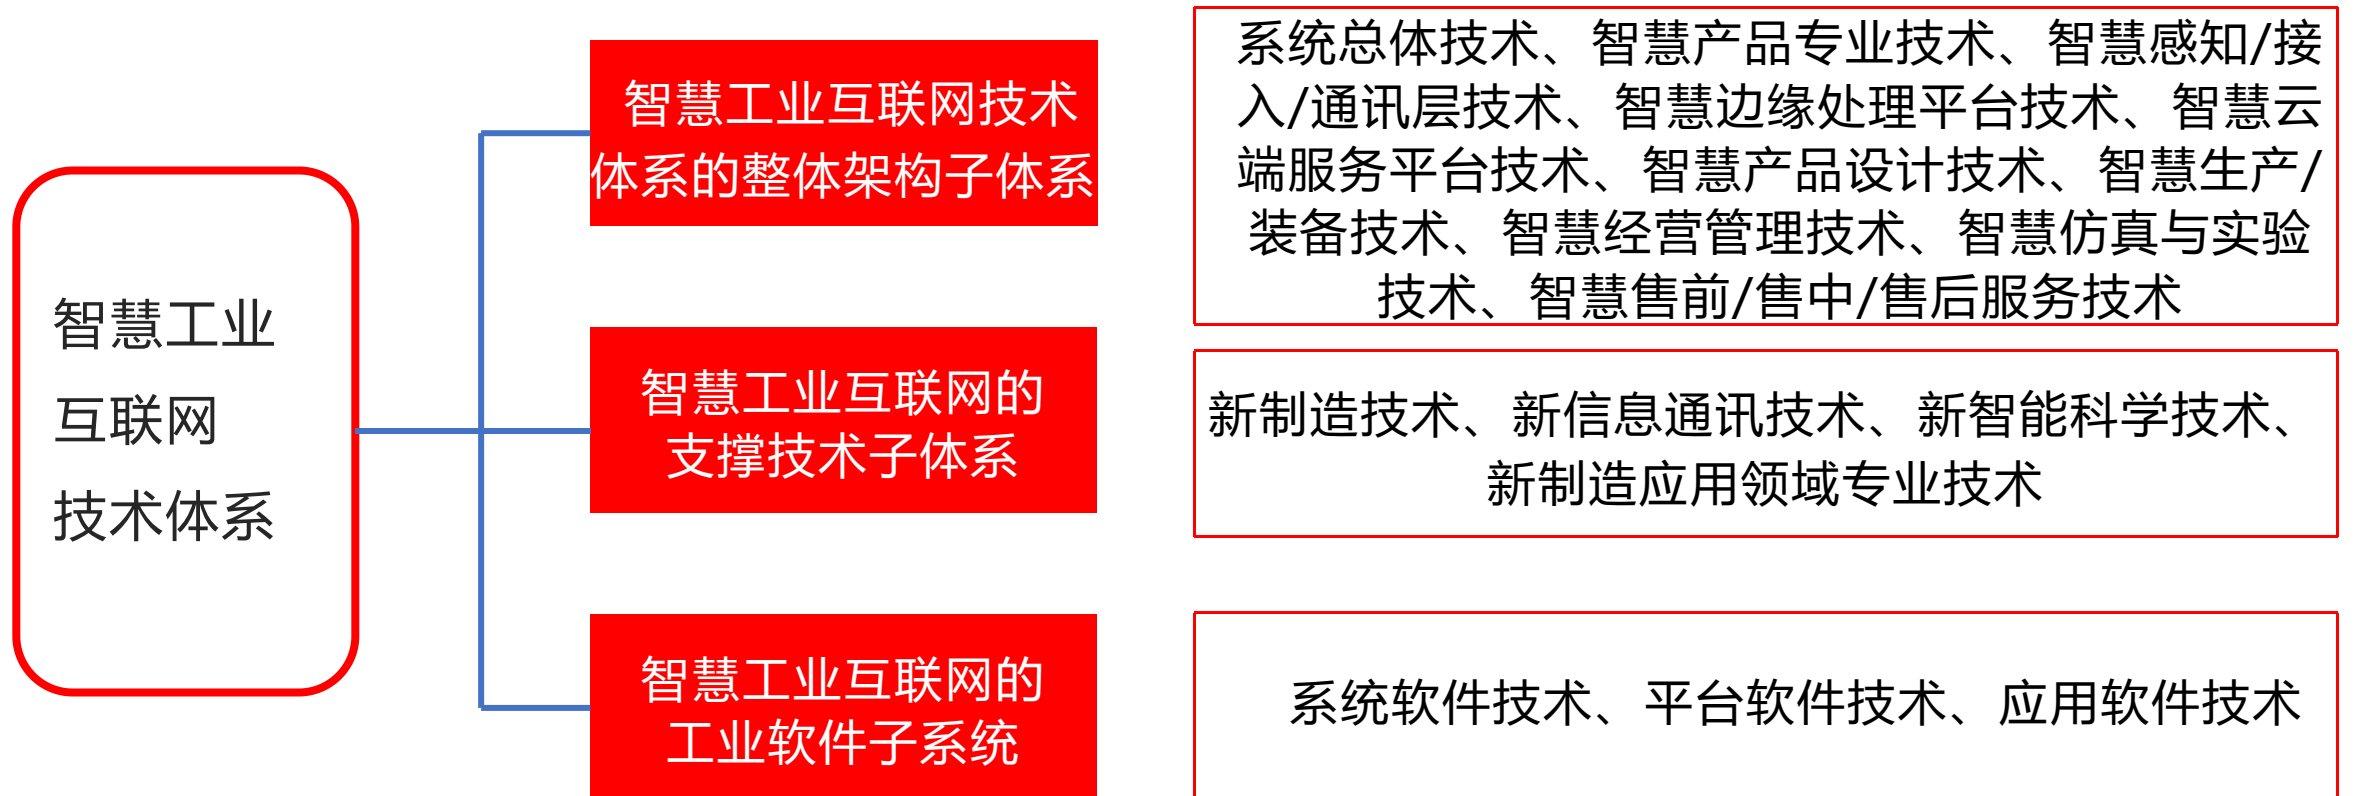 智慧工业
互联网
技术体系
智慧工业互联网技术
体系的整体架构子体系
系统总体技术、智慧产品专业技术、智慧感知/接
入/通讯层技术、智慧边缘处理平台技术、智慧云
端服务平台技术、智慧产品设计技术、智慧生产/
装备技术、智慧经营管理技术、智慧仿真与实验
技术、智慧售前/售中/售后服务技术
智慧工业互联网的
支撑技术子体系
新制造技术、新信息通讯技术、新智能科学技术、
新制造应用领域专业技术
智慧工业互联网的
工业软件子系统
系统软件技术、平台软件技术、应用软件技术